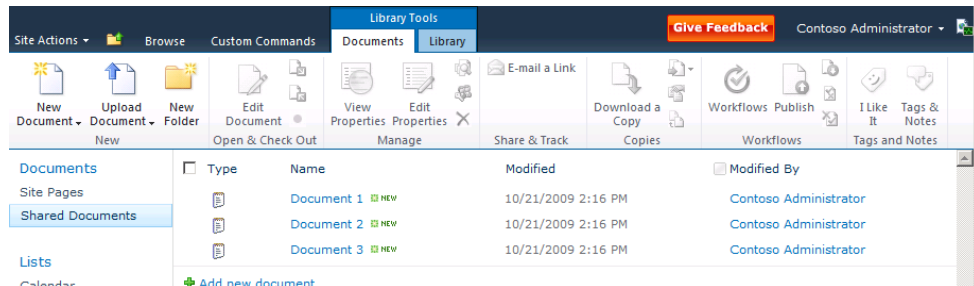 Library Tools
Give Feedback
Contoso Administrator
Site Actions
Browse
Custom Commands
Documents
Library
New Document
Upload Document
New Folder
New
Edit Document
Open & Check Out
View Properties
Edit Properties
Manage
E-mail a Link
Share & Track
Download a Copy
Copies
Workflows
Publish
Workflows
I Like It
Tags & Notes
Tags and Notes
Documents
Site Pages
Shared Documents
Lists
Calendar
Type Name Modified Modified By
Document 1 NEW 10/21/2009 2:16 PM Contoso Administrator
Document 2 NEW 10/21/2009 2:16 PM Contoso Administrator
Document 3 NEW 10/21/2009 2:16 PM Contoso Administrator
Add new document